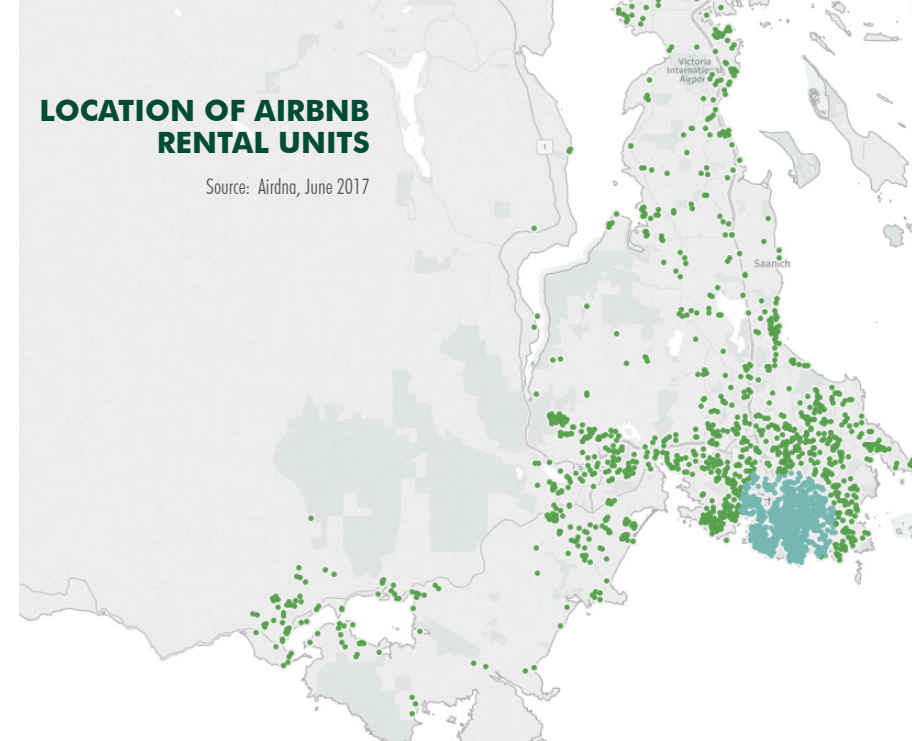 LOCATION OF AIRBNB
RENTAL UNITS
Source: Airdna, June 2017
Victoria
International
Airport
1
Saanich